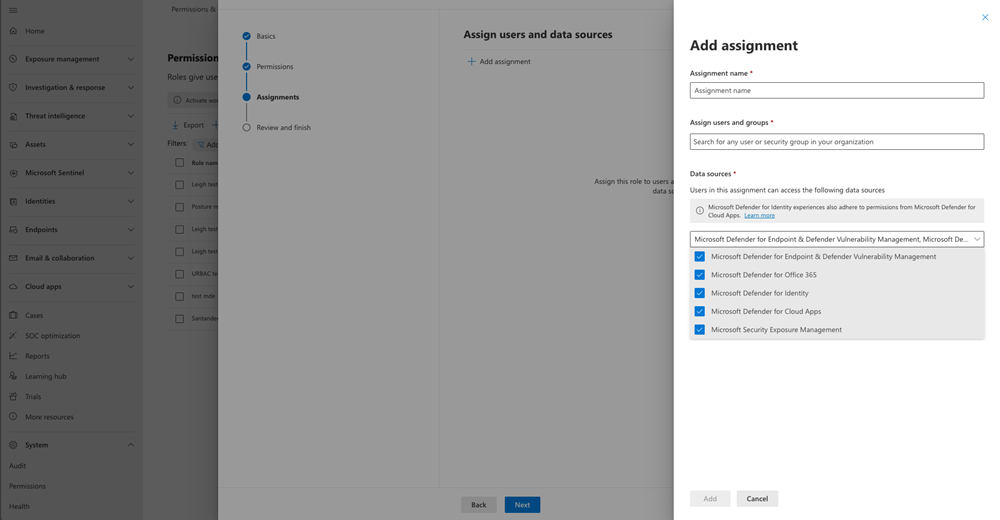 Home
Exposure management
Investigation & response
Threat intelligence
Assets
Microsoft Sentinel
Identities
Endpoints
Email & collaboration
Cloud apps
Cases
SOC optimization
Reports
Learning hub
Trials
More resources
System
Audit
Permissions
Health
Permissions &
Permission
Roles give use
Activate
Export
Filters:
Role nam
Leigh test
Posture m
Leigh test
Leigh test
URBAC te
test mde
Santander
Basics
Permissions
Assignments
Review and finish
Assign users and data sources
Add assignment
Assign this role to users a
data so
Back
Next
Add assignment
Assignment name *
Assignment name
Assign users and groups *
Search for any user or security group in your organization
Data sources *
Users in this assignment can access the following data sources
Microsoft Defender for Identity experiences also adhere to permissions from Microsoft Defender for
Cloud Apps. Learn more
Microsoft Defender for Endpoint & Defender Vulnerability Management, Microsoft De...
Microsoft Defender for Endpoint & Defender Vulnerability Management
Microsoft Defender for Office 365
Microsoft Defender for Identity
Microsoft Defender for Cloud Apps
Microsoft Security Exposure Management
Add
Cancel